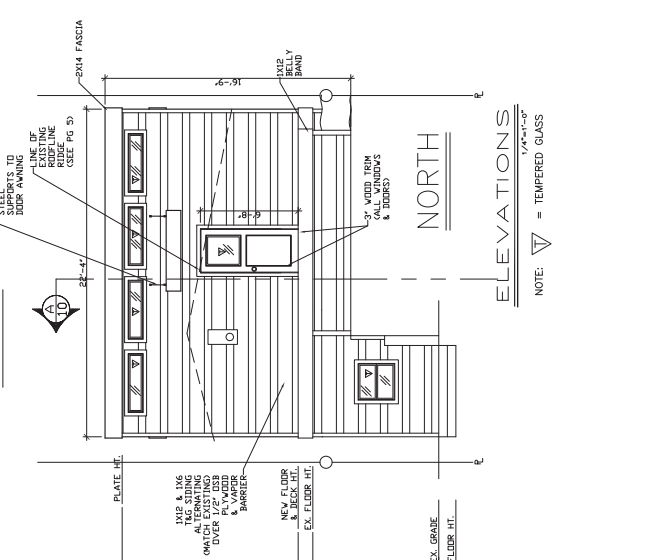 2X14 FASCIA
STEEL
SUPPORTS TO
DOOR AWNING
LINE OF
EXISTING
ROOFLINE
RIDGE
(SEE PG 5)
16'-9"
1X12
BELLY
BAND
22'-4"
A
10
6'-8"
3" WOOD TRIM
(ALL WINDOWS
& DOORS)
NORTH
ELEVATIONS
1/4"=1'-0"
NOTE: T = TEMPERED GLASS
PLATE HT.
1X12 & 1X6
T&G SIDING
ALTERNATING
(MATCH EXISTING)
OVER 1/2" OSB
PLYWOOD
& VAPOR
BARRIER
NEW FLOOR
& DECK HT.
EX. FLOOR HT.
EX. GRADE
FLOOR HT.